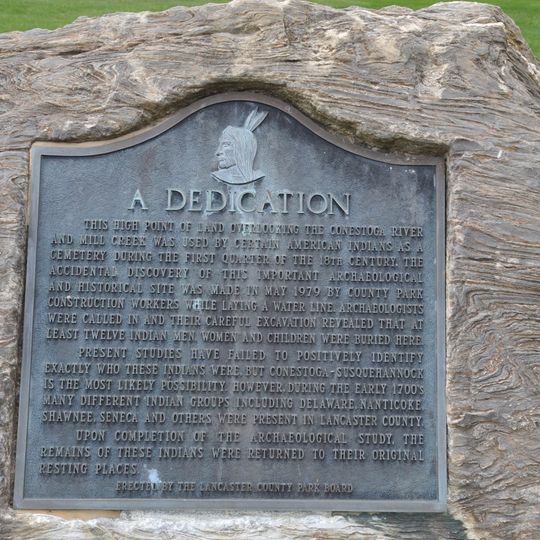 A DEDICATION
THIS HIGH POINT OF LAND OVERLOOKING THE CONESTOGA RIVER
AND MILL CREEK WAS USED BY CERTAIN AMERICAN INDIANS AS A
CEMETERY DURING THE FIRST QUARTER OF THE 18TH CENTURY. THE
ACCIDENTAL DISCOVERY OF THIS IMPORTANT ARCHAEOLOGICAL
AND HISTORICAL SITE WAS MADE IN MAY 1979 BY COUNTY PARK
CONSTRUCTION WORKERS WHILE LAYING A WATER LINE. ARCHAEOLOGISTS
WERE CALLED IN AND THEIR CAREFUL EXCAVATION REVEALED THAT AT
LEAST TWELVE INDIAN MEN, WOMEN AND CHILDREN WERE BURIED HERE.
PRESENT STUDIES HAVE FAILED TO POSITIVELY IDENTIFY
EXACTLY WHO THESE INDIANS WERE, BUT CONESTOGA-SUSQUEHANNOCK
IS THE MOST LIKELY POSSIBILITY. HOWEVER, DURING THE EARLY 1700'S
MANY DIFFERENT INDIAN GROUPS INCLUDING DELAWARE, NANTICOKE,
SHAWNEE, SENECA AND OTHERS WERE PRESENT IN LANCASTER COUNTY.
UPON COMPLETION OF THE ARCHAEOLOGICAL STUDY, THE
REMAINS OF THESE INDIANS WERE RETURNED TO THEIR ORIGINAL
RESTING PLACES.
ERECTED BY THE LANCASTER COUNTY PARK BOARD